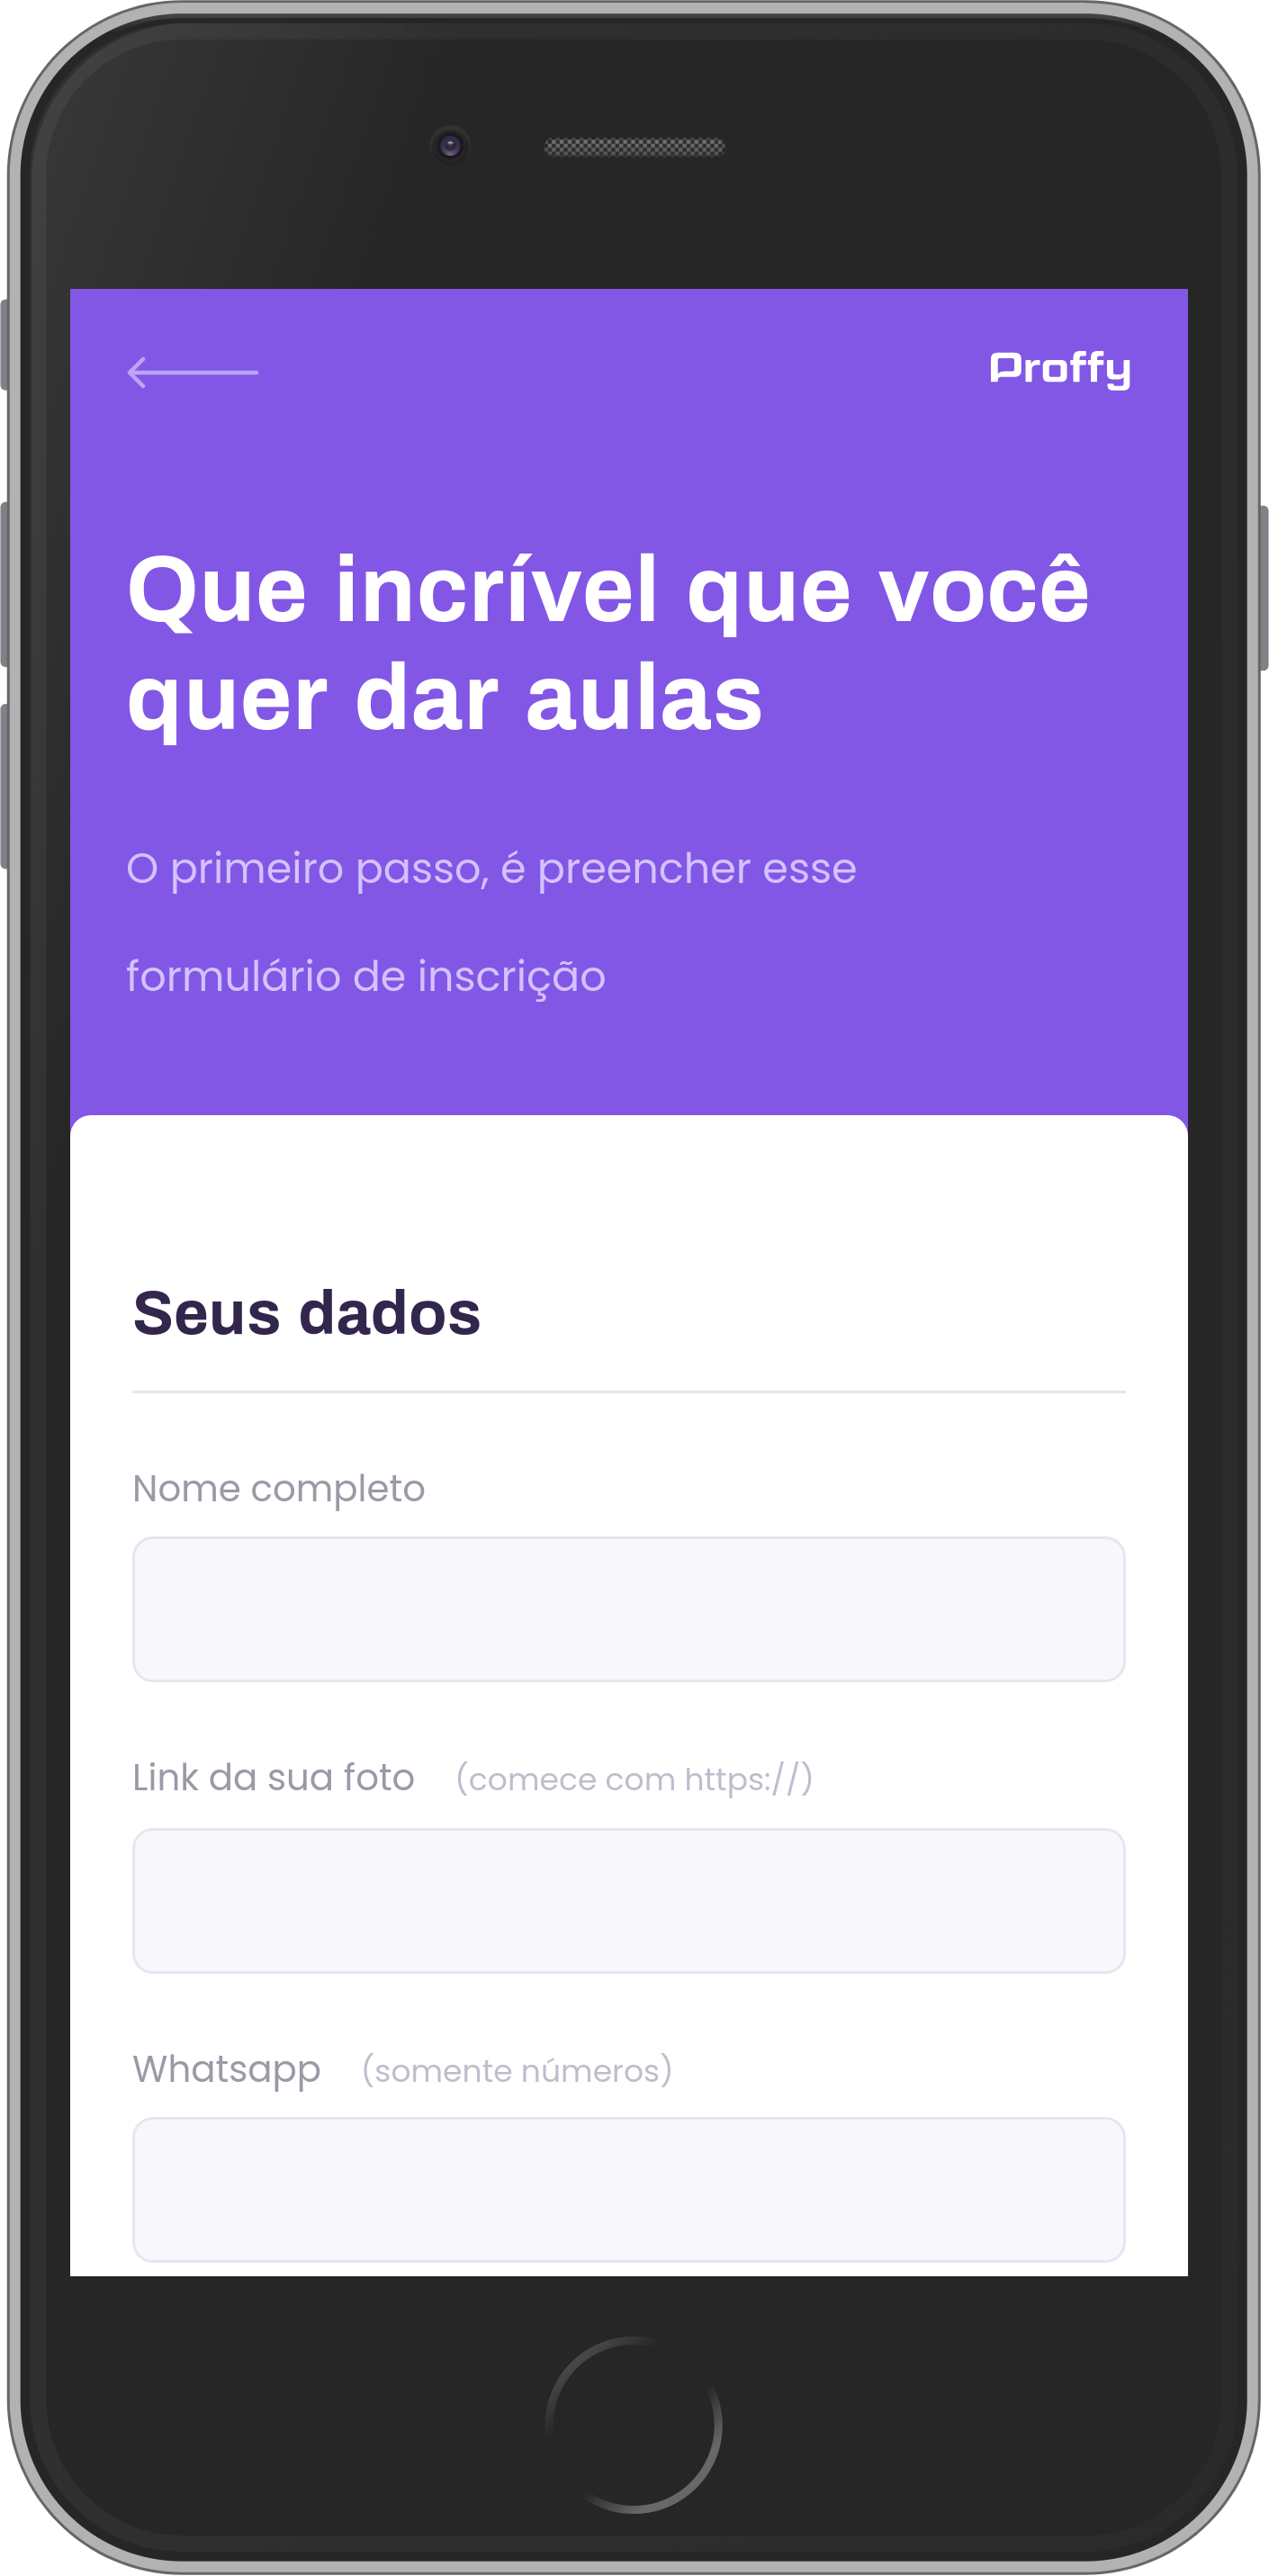 Proffy
Que incrível que você
quer dar aulas
O primeiro passo, é preencher esse
formulário de inscrição
Seus dados
Nome completo
Link da sua foto (comece com https://)
Whatsapp (somente números)